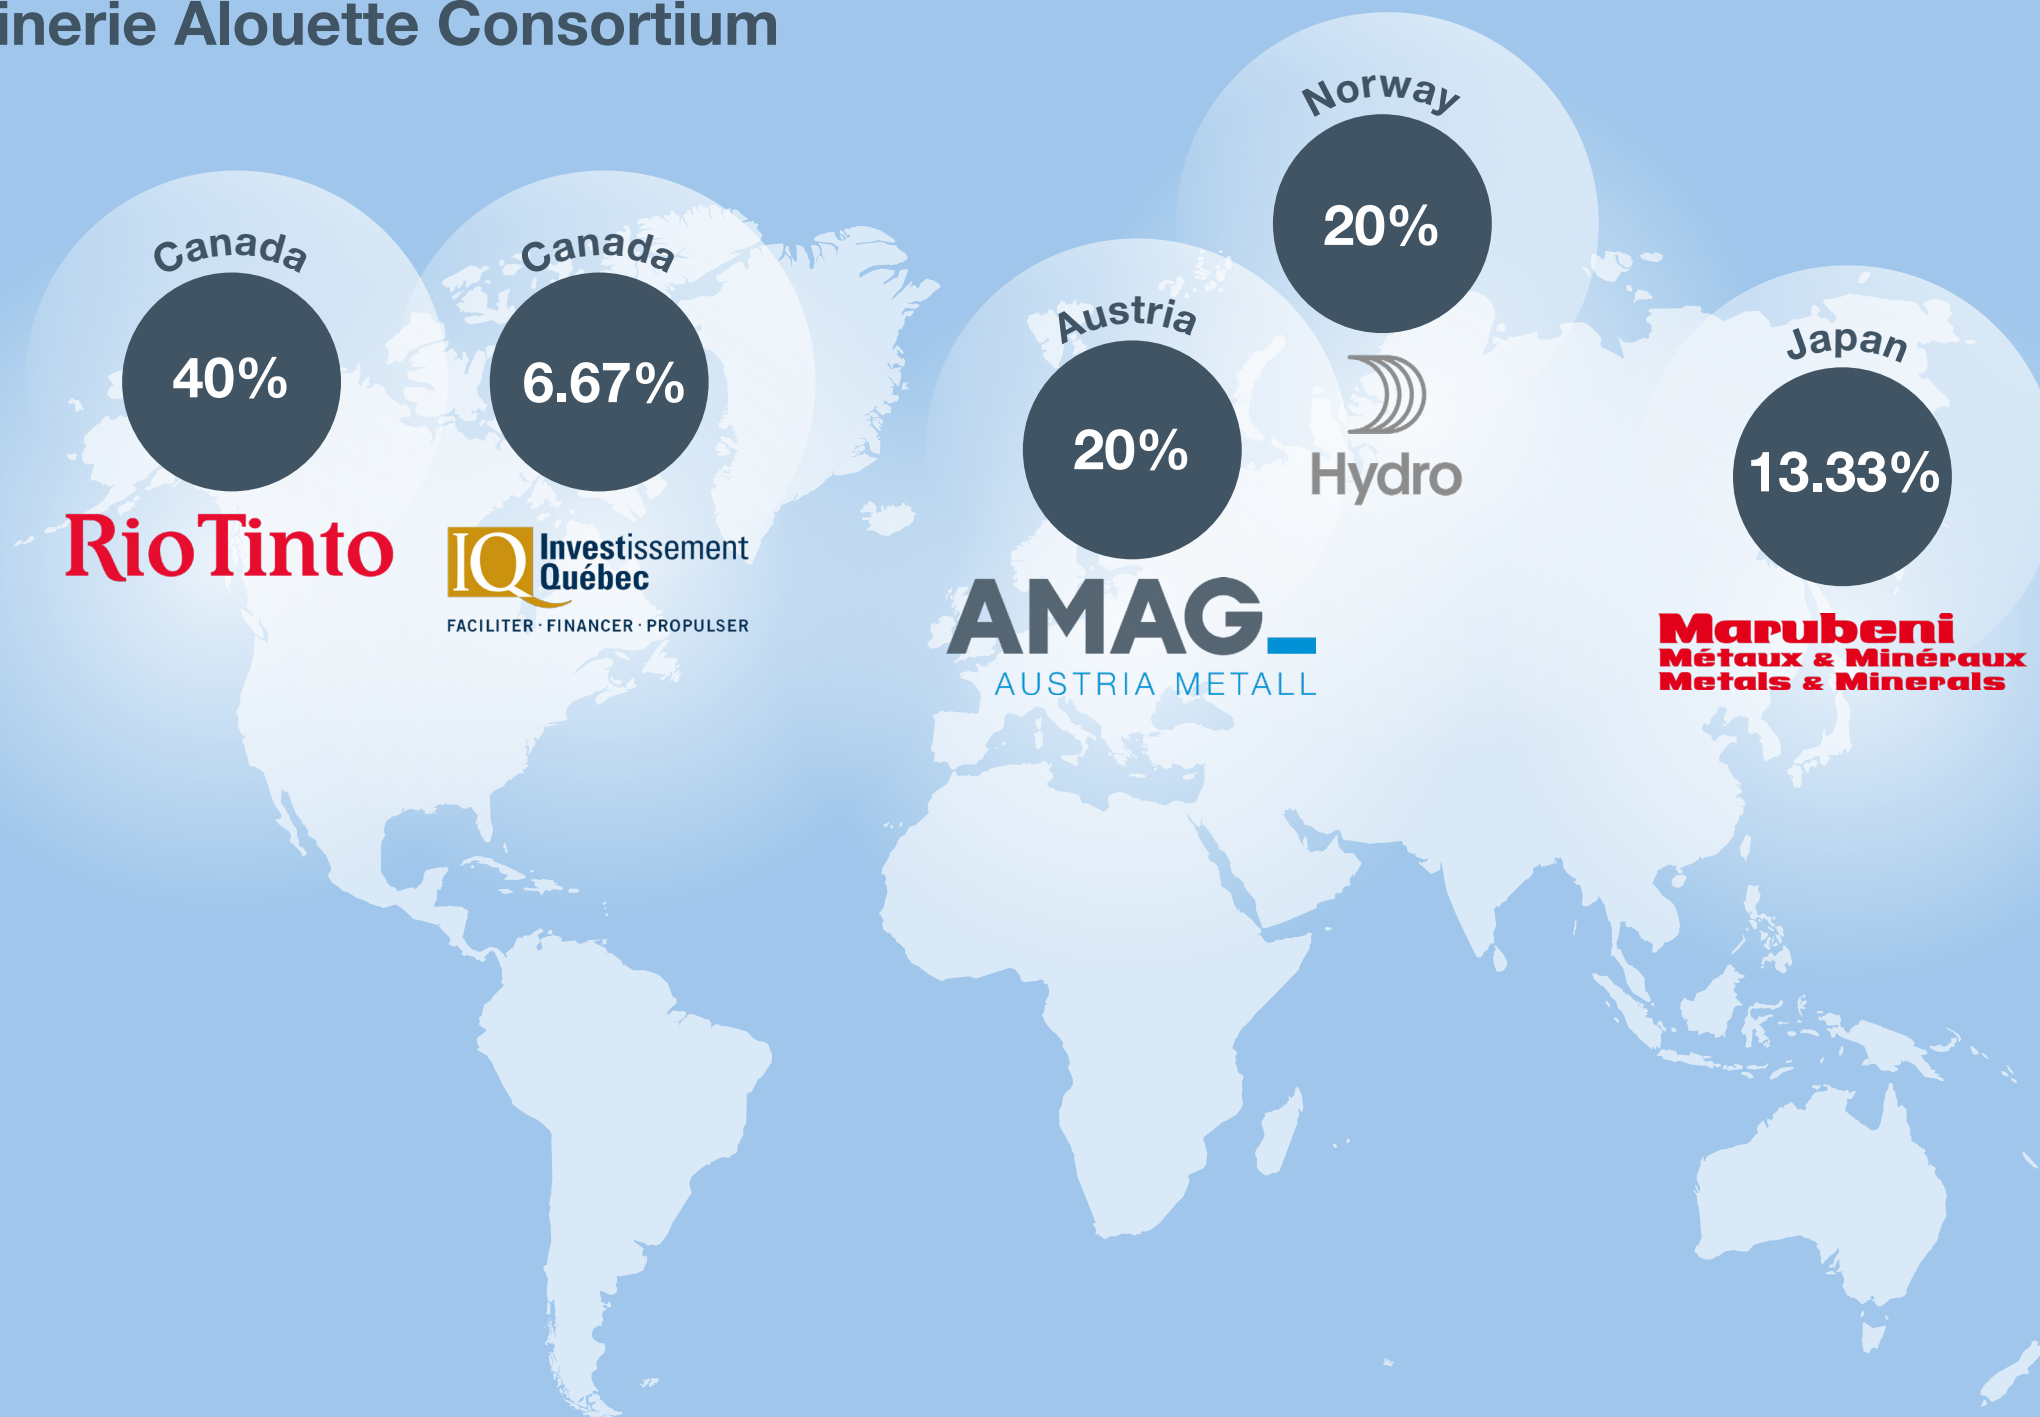 inerie Alouette Consortium
Norway
20%
Hydro
Canada
40%
RioTinto
Canada
6.67%
IQ Investissement
Québec
FACILITER · FINANCER · PROPULSER
Austria
20%
AMAG
AUSTRIA METALL
Japan
13.33%
Marubeni
Métaux & Minéraux
Metals & Minerals